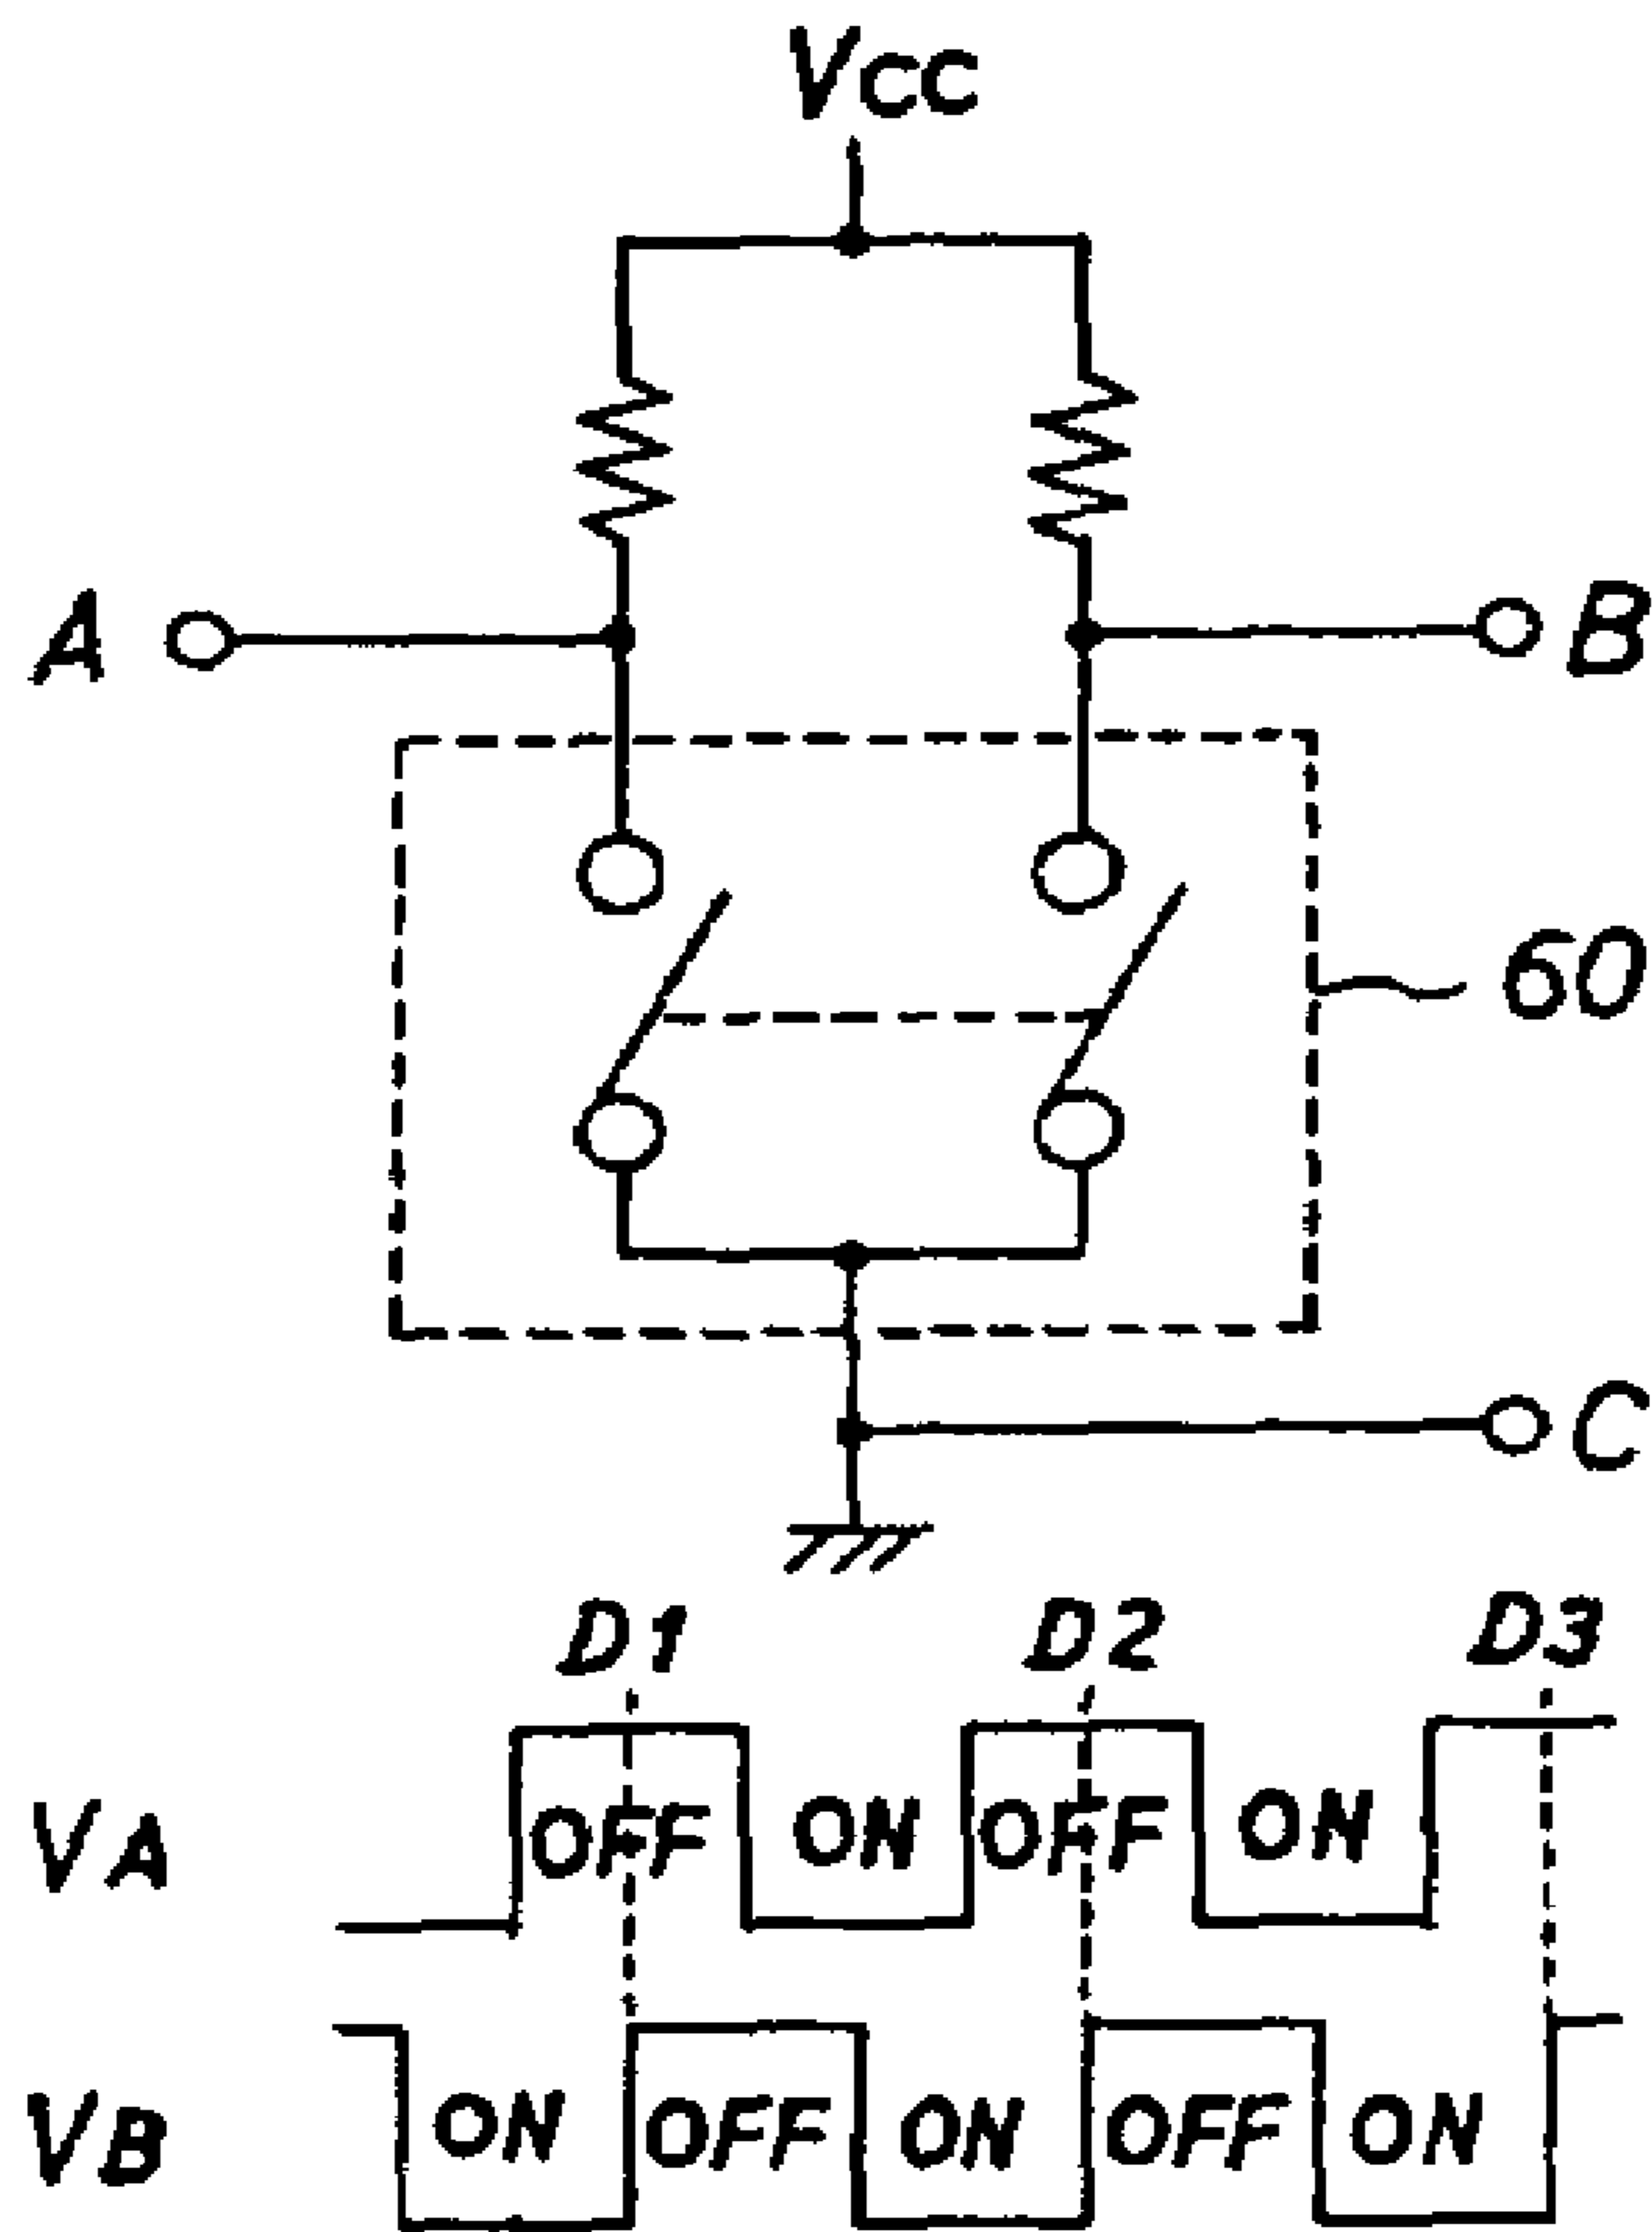 Vcc
A B
60
C
D1 D2 D3
VA OFF ON OFF ON
VB ON OFF ON OFF ON